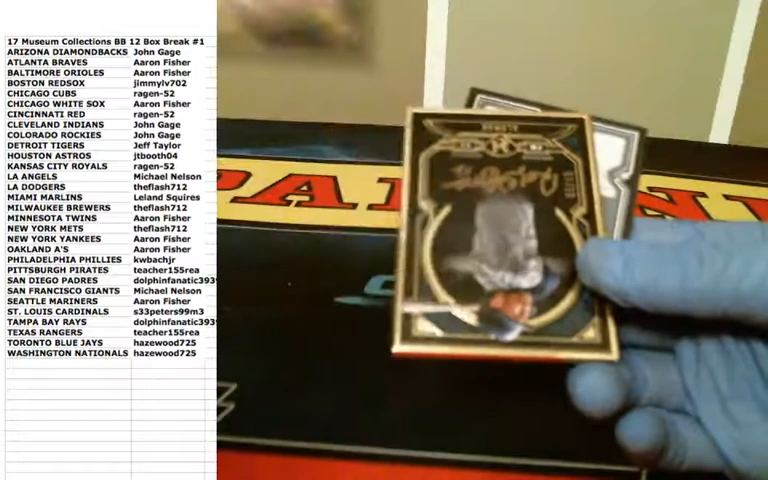 17 Museum Collections BB 12 Box Break #1
ARIZONA DIAMONDBACKS John Gage
ATLANTA BRAVES Aaron Fisher
BALTIMORE ORIOLES Aaron Fisher
BOSTON REDSOX jimmylv702
CHICAGO CUBS ragen-52
CHICAGO WHITE SOX Aaron Fisher
CINCINNATI RED ragen-52
CLEVELAND INDIANS John Gage
COLORADO ROCKIES John Gage
DETROIT TIGERS Jeff Taylor
HOUSTON ASTROS jtbooth04
KANSAS CITY ROYALS ragen-52
LA ANGELS Michael Nelson
LA DODGERS theflash712
MIAMI MARLINS Leland Squires
MILWAUKEE BREWERS theflash712
MINNESOTA TWINS Aaron Fisher
NEW YORK METS theflash712
NEW YORK YANKEES Aaron Fisher
OAKLAND A'S Aaron Fisher
PHILADELPHIA PHILLIES kwbachjr
PITTSBURGH PIRATES teacher155rea
SAN DIEGO PADRES dolphinfanatic393
SAN FRANCISCO GIANTS Michael Nelson
SEATTLE MARINERS Aaron Fisher
ST. LOUIS CARDINALS s33peters99m3
TAMPA BAY RAYS dolphinfanatic393
TEXAS RANGERS teacher155rea
TORONTO BLUE JAYS hazewood725
WASHINGTON NATIONALS hazewood725